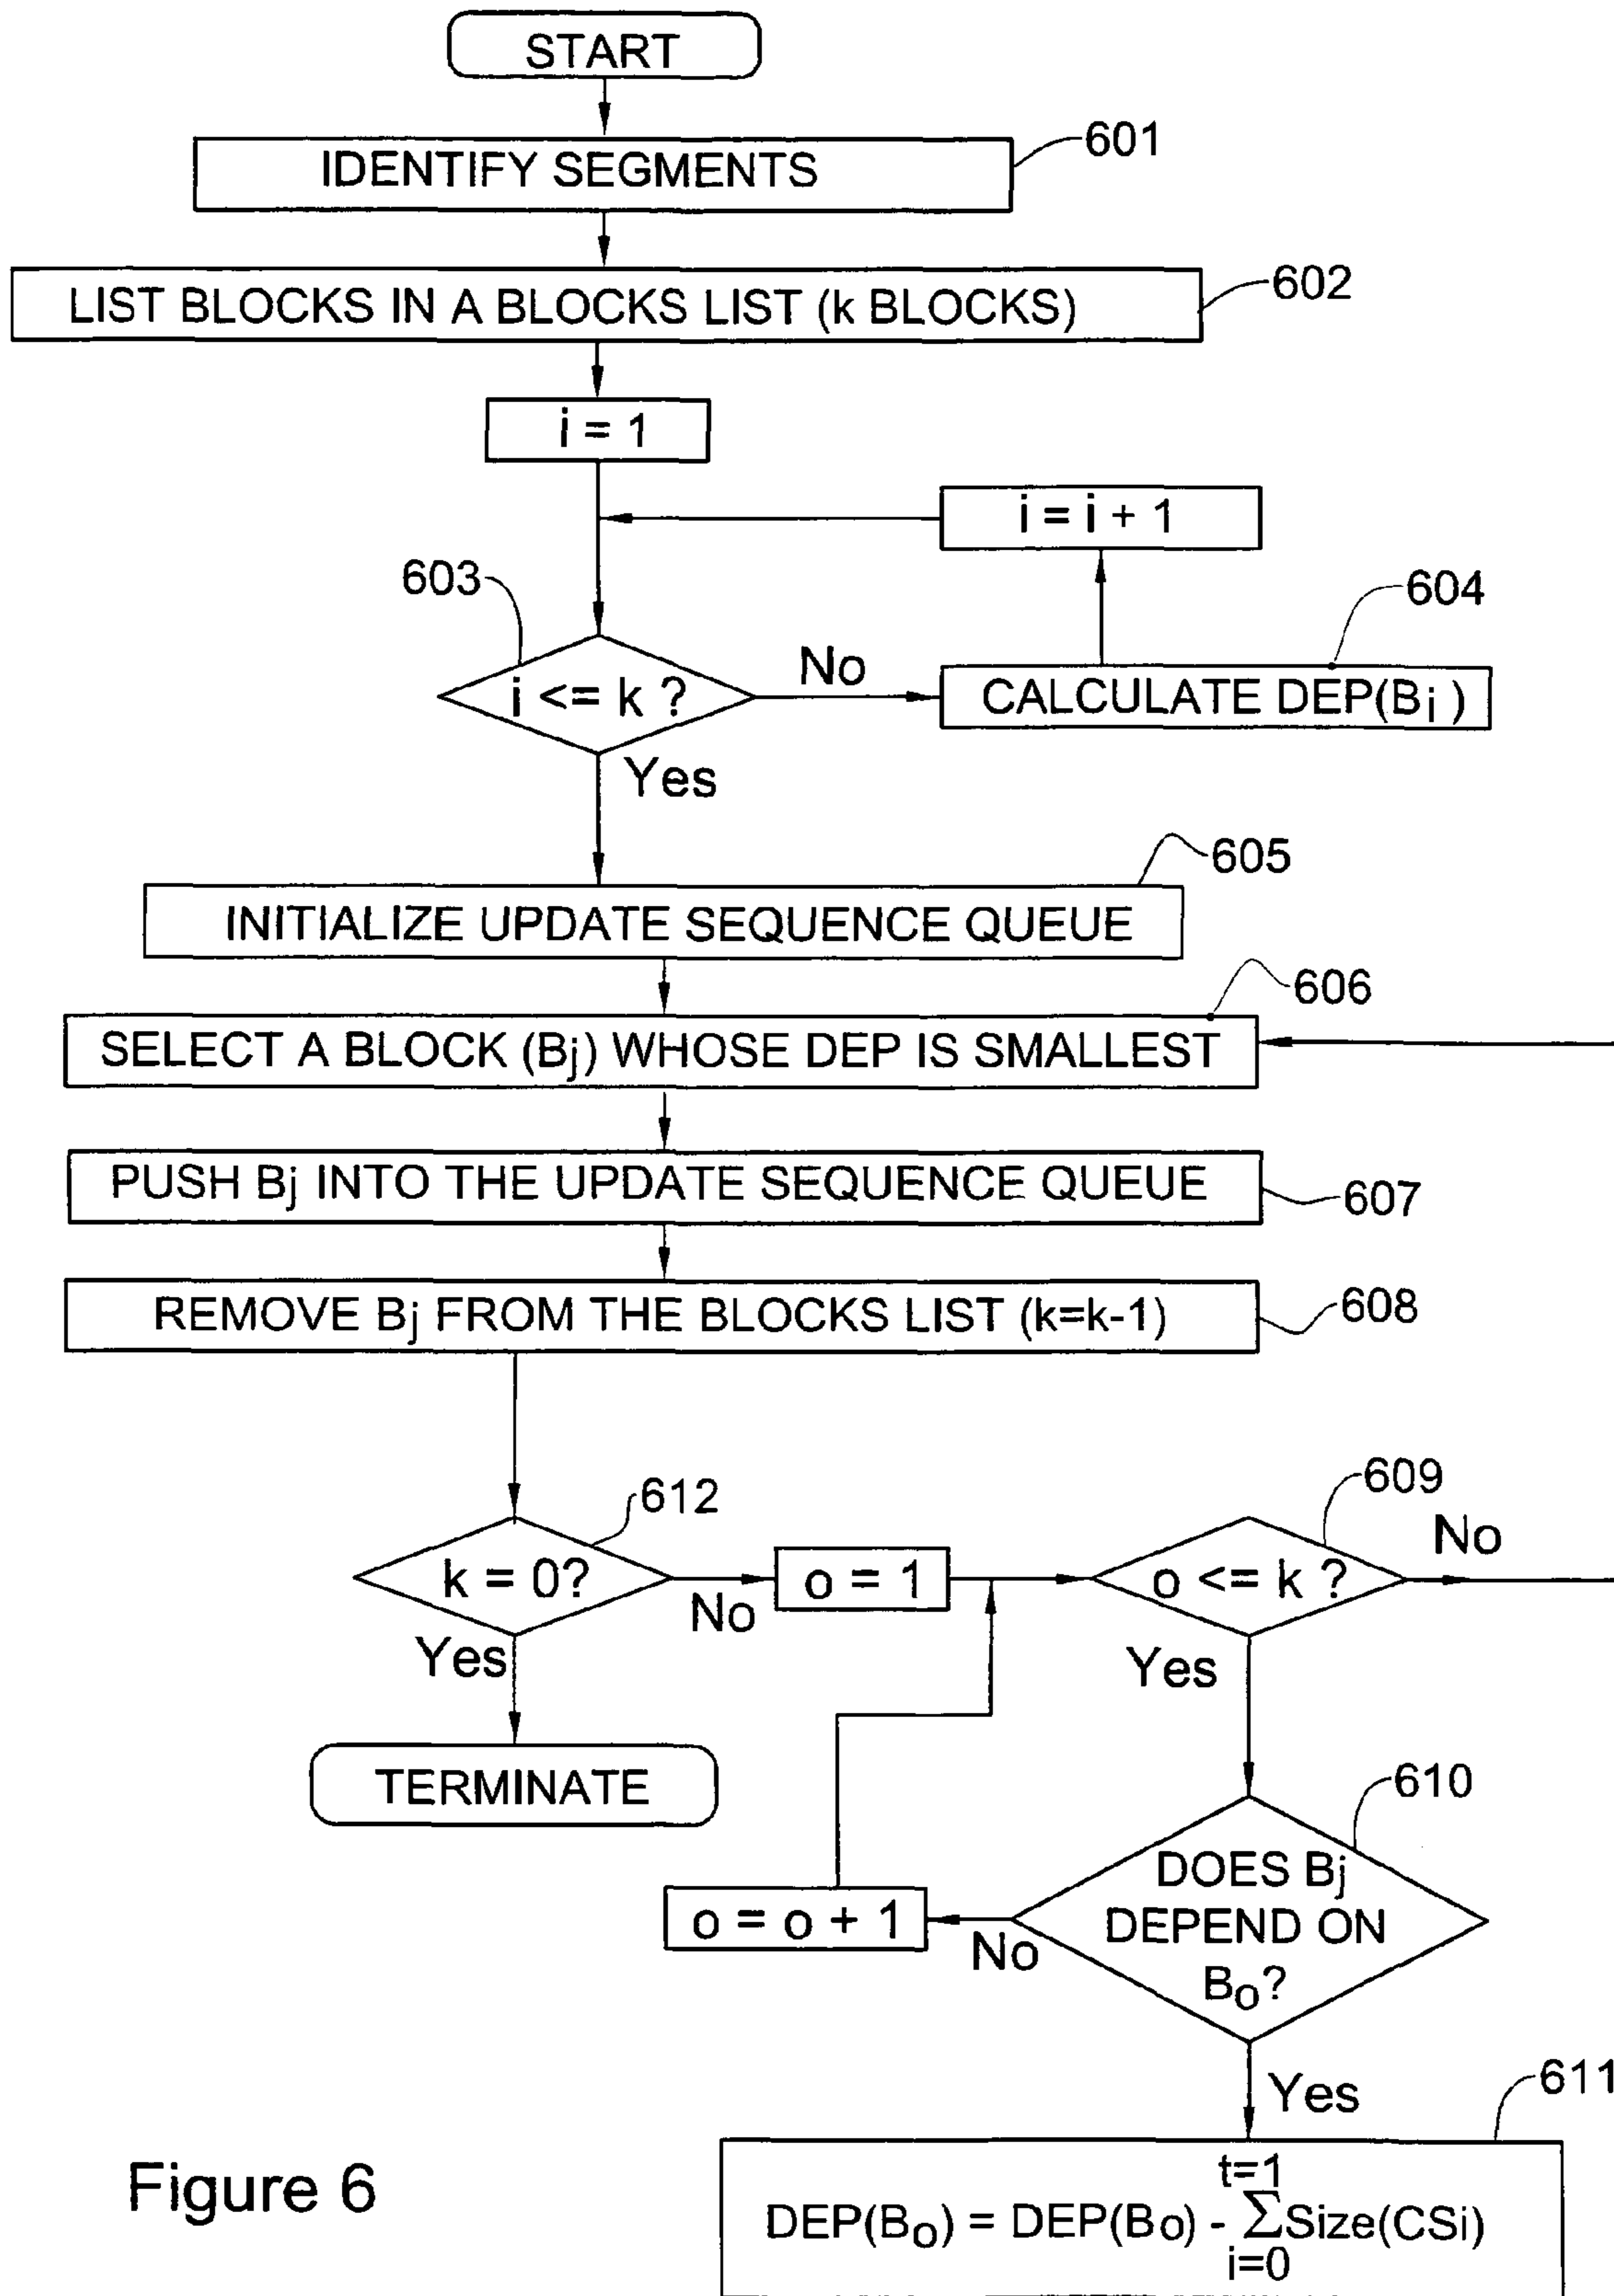 START
IDENTIFY SEGMENTS
601
LIST BLOCKS IN A BLOCKS LIST (k BLOCKS)
602
i = 1
i = i + 1
603
604
i <= k ?
No
CALCULATE DEP(Bi )
Yes
605
INITIALIZE UPDATE SEQUENCE QUEUE
606
SELECT A BLOCK (Bj) WHOSE DEP IS SMALLEST
PUSH Bj INTO THE UPDATE SEQUENCE QUEUE
607
REMOVE Bj FROM THE BLOCKS LIST (k=k-1)
608
612
609
k = 0?
No
o = 1
o <= k ?
No
Yes
Yes
TERMINATE
610
DOES Bj
DEPEND ON
Bo?
o = o + 1
No
Yes
611
t=1
DEP(Bo) = DEP(Bo) - ΣSize(CSi)
i=0
Figure 6